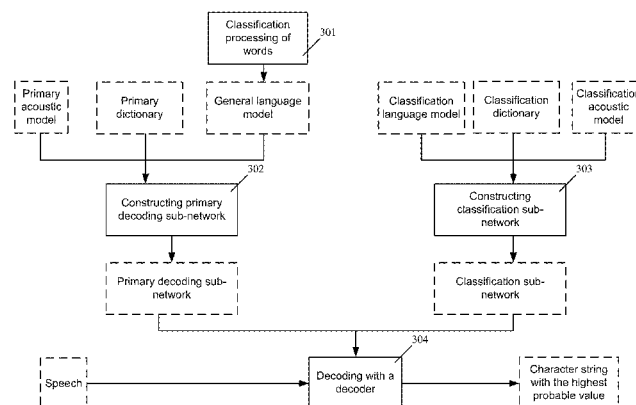 Classification
processing of
words
301
Primary
acoustic
model
Primary
dictionary
General language
model
Classification
language model
Classification
dictionary
Classification
acoustic model
302
303
Constructing primary
decoding sub-network
Constructing
classification sub-
network
Primary decoding sub-
network
Classification sub-
network
304
Speech
Decoding with a
decoder
Character string
with the highest
probable value